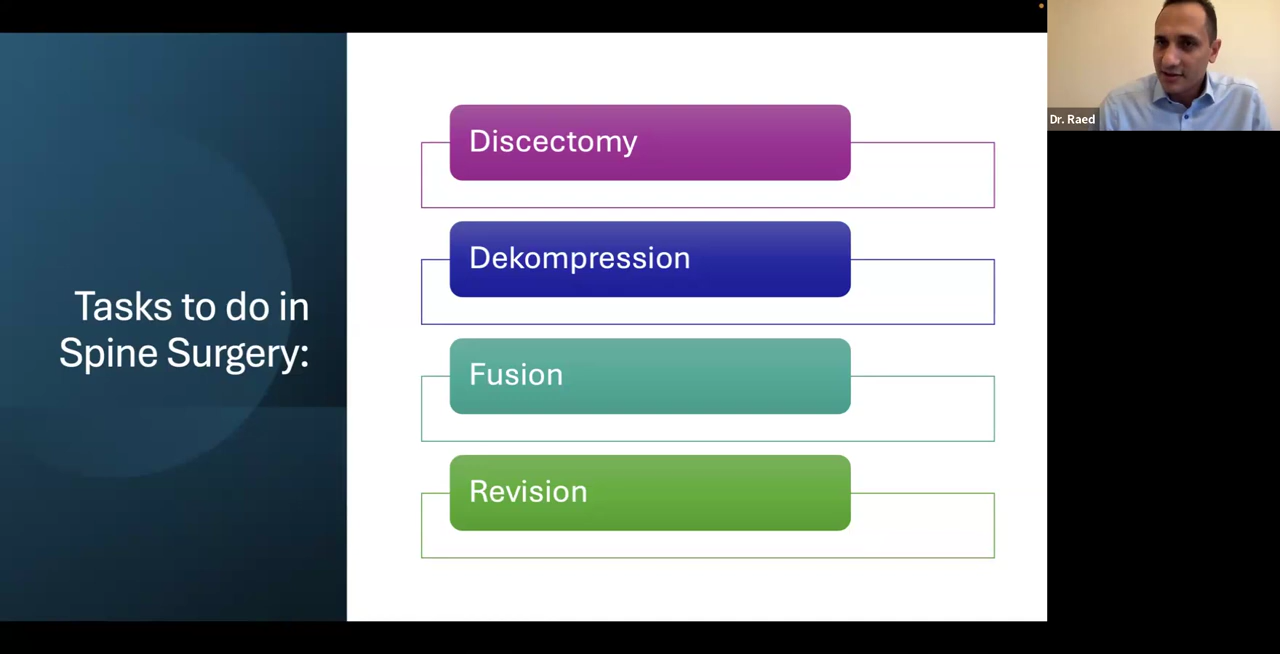 Tasks to do in
Spine Surgery:
Discectomy
Dekompression
Fusion
Revision
Dr. Raed